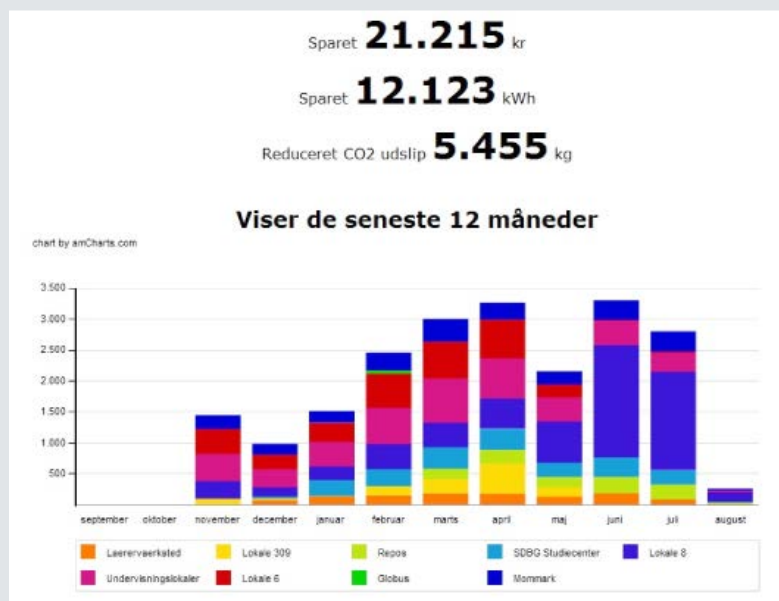 Sparet 21.215 kr
Sparet 12.123 kWh
Reduceret CO2 udslip 5.455 kg
Viser de seneste 12 måneder
chart by amCharts.com
3.500
3.000
2.500
2.000
1.500
1.000
500
september oktober november december januar februar marts april maj juni juli august
Laerervaerksted Lokale 309 Repos SDBG Studiecenter Lokale 8
Undervisningslokaler Lokale 6 Globus Mommark